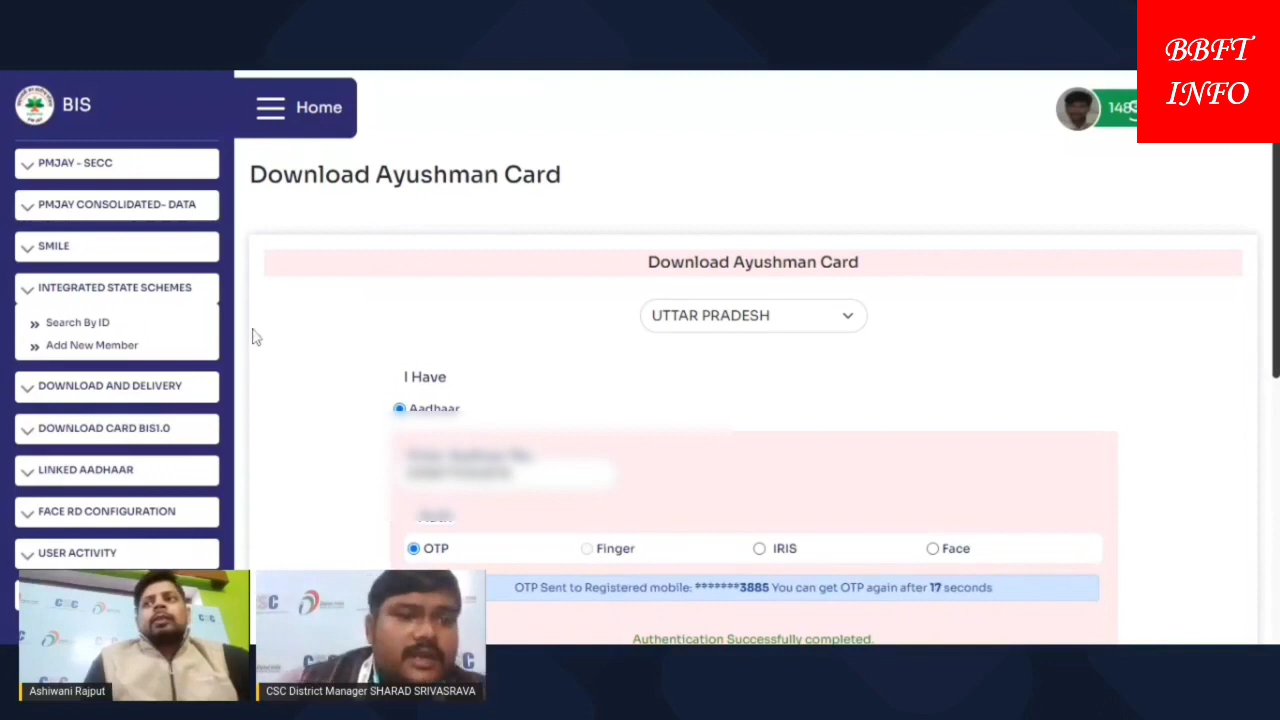 BBFT
INFO
BIS
Home
148
PMJAY - SECC
PMJAY CONSOLIDATED- DATA
SMILE
INTEGRATED STATE SCHEMES
Search By ID
Add New Member
DOWNLOAD AND DELIVERY
DOWNLOAD CARD BIS1.0
LINKED AADHAAR
FACE RD CONFIGURATION
USER ACTIVITY
Download Ayushman Card
Download Ayushman Card
UTTAR PRADESH
I Have
Aadhaar
OTP Finger IRIS Face
OTP Sent to Registered mobile: *******3885 You can get OTP again after 17 seconds
Authentication Successfully completed.
CSC
Ashiwani Rajput
CSC District Manager SHARAD SRIVASRAVA